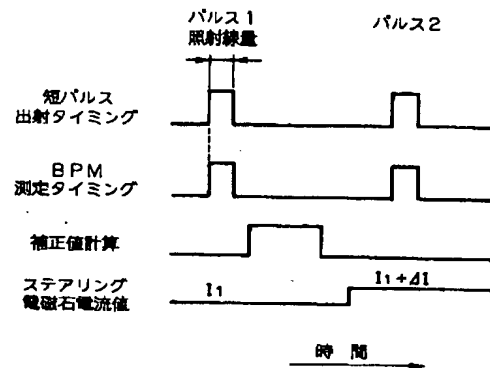 パルス1
照射線量
パルス2
短パルス
出射タイミング
BPM
測定タイミング
補正値計算
ステアリング
電磁石電流値
I1
I1+ΔI
時間